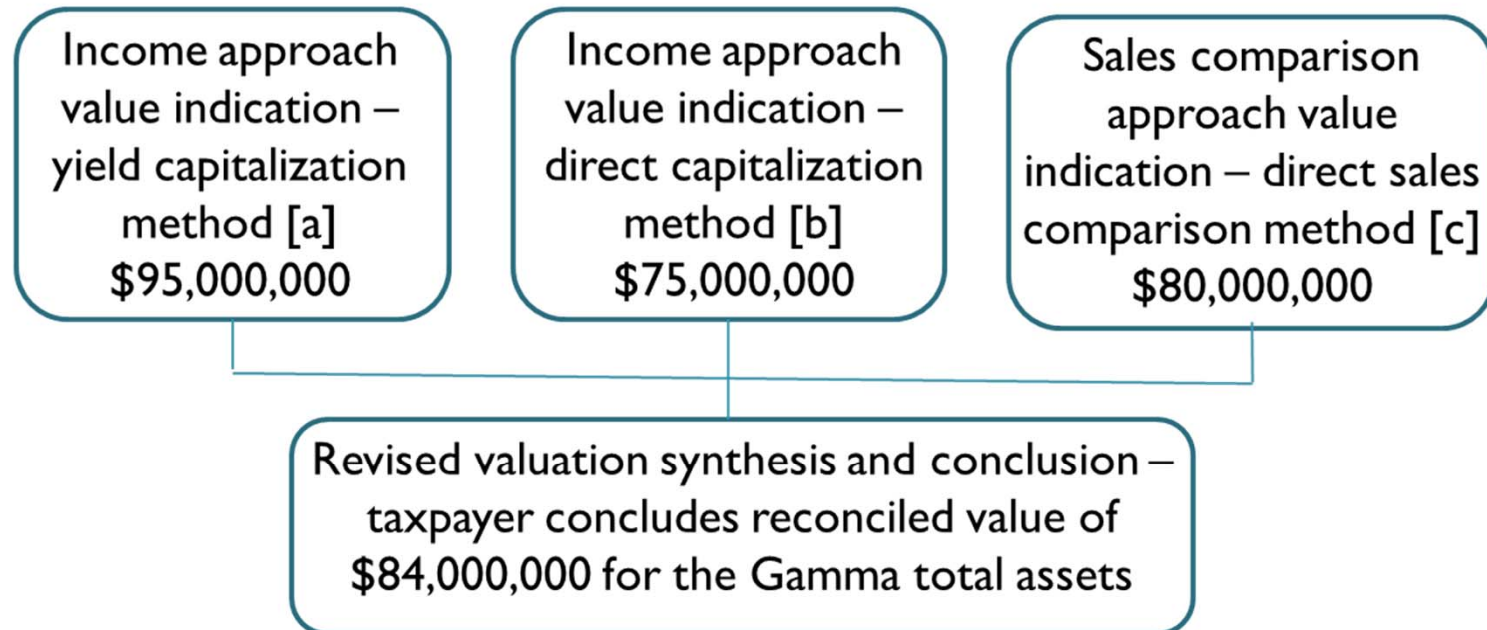 Income approach
value indication –
yield capitalization
method [a]
$95,000,000
Income approach
value indication –
direct capitalization
method [b]
$75,000,000
Sales comparison
approach value
indication – direct sales
comparison method [c]
$80,000,000
Revised valuation synthesis and conclusion –
taxpayer concludes reconciled value of
$84,000,000 for the Gamma total assets